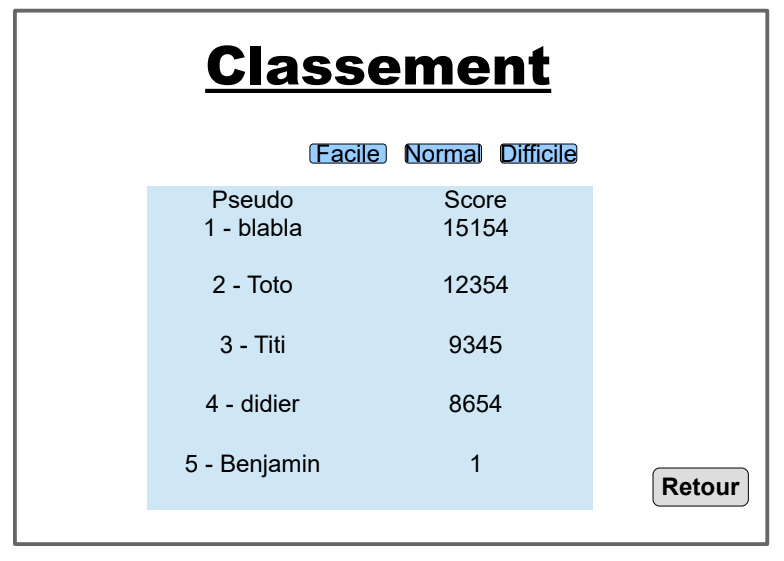 Classement
Facile Normal Difficile
Pseudo Score
1 - blabla 15154
2 - Toto 12354
3 - Titi 9345
4 - didier 8654
5 - Benjamin 1
Retour